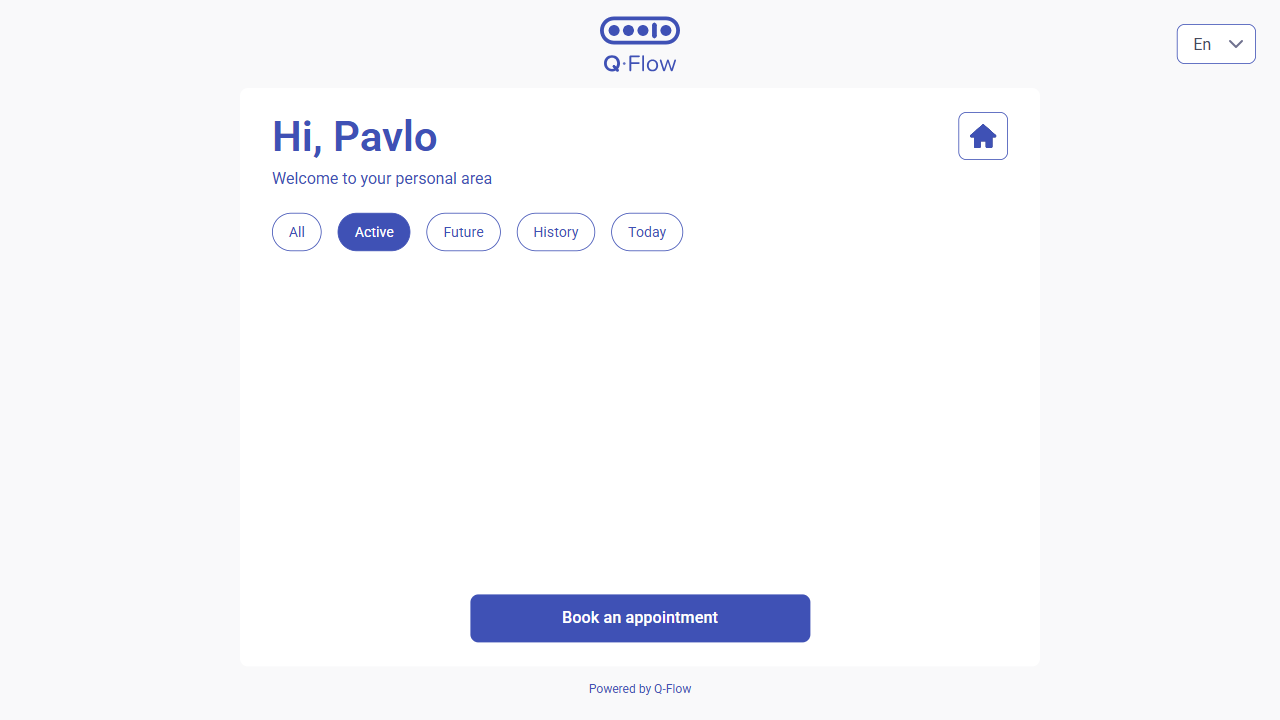 Q·Flow
En
Hi, Pavlo
Welcome to your personal area
All Active Future History Today
Book an appointment
Powered by Q-Flow